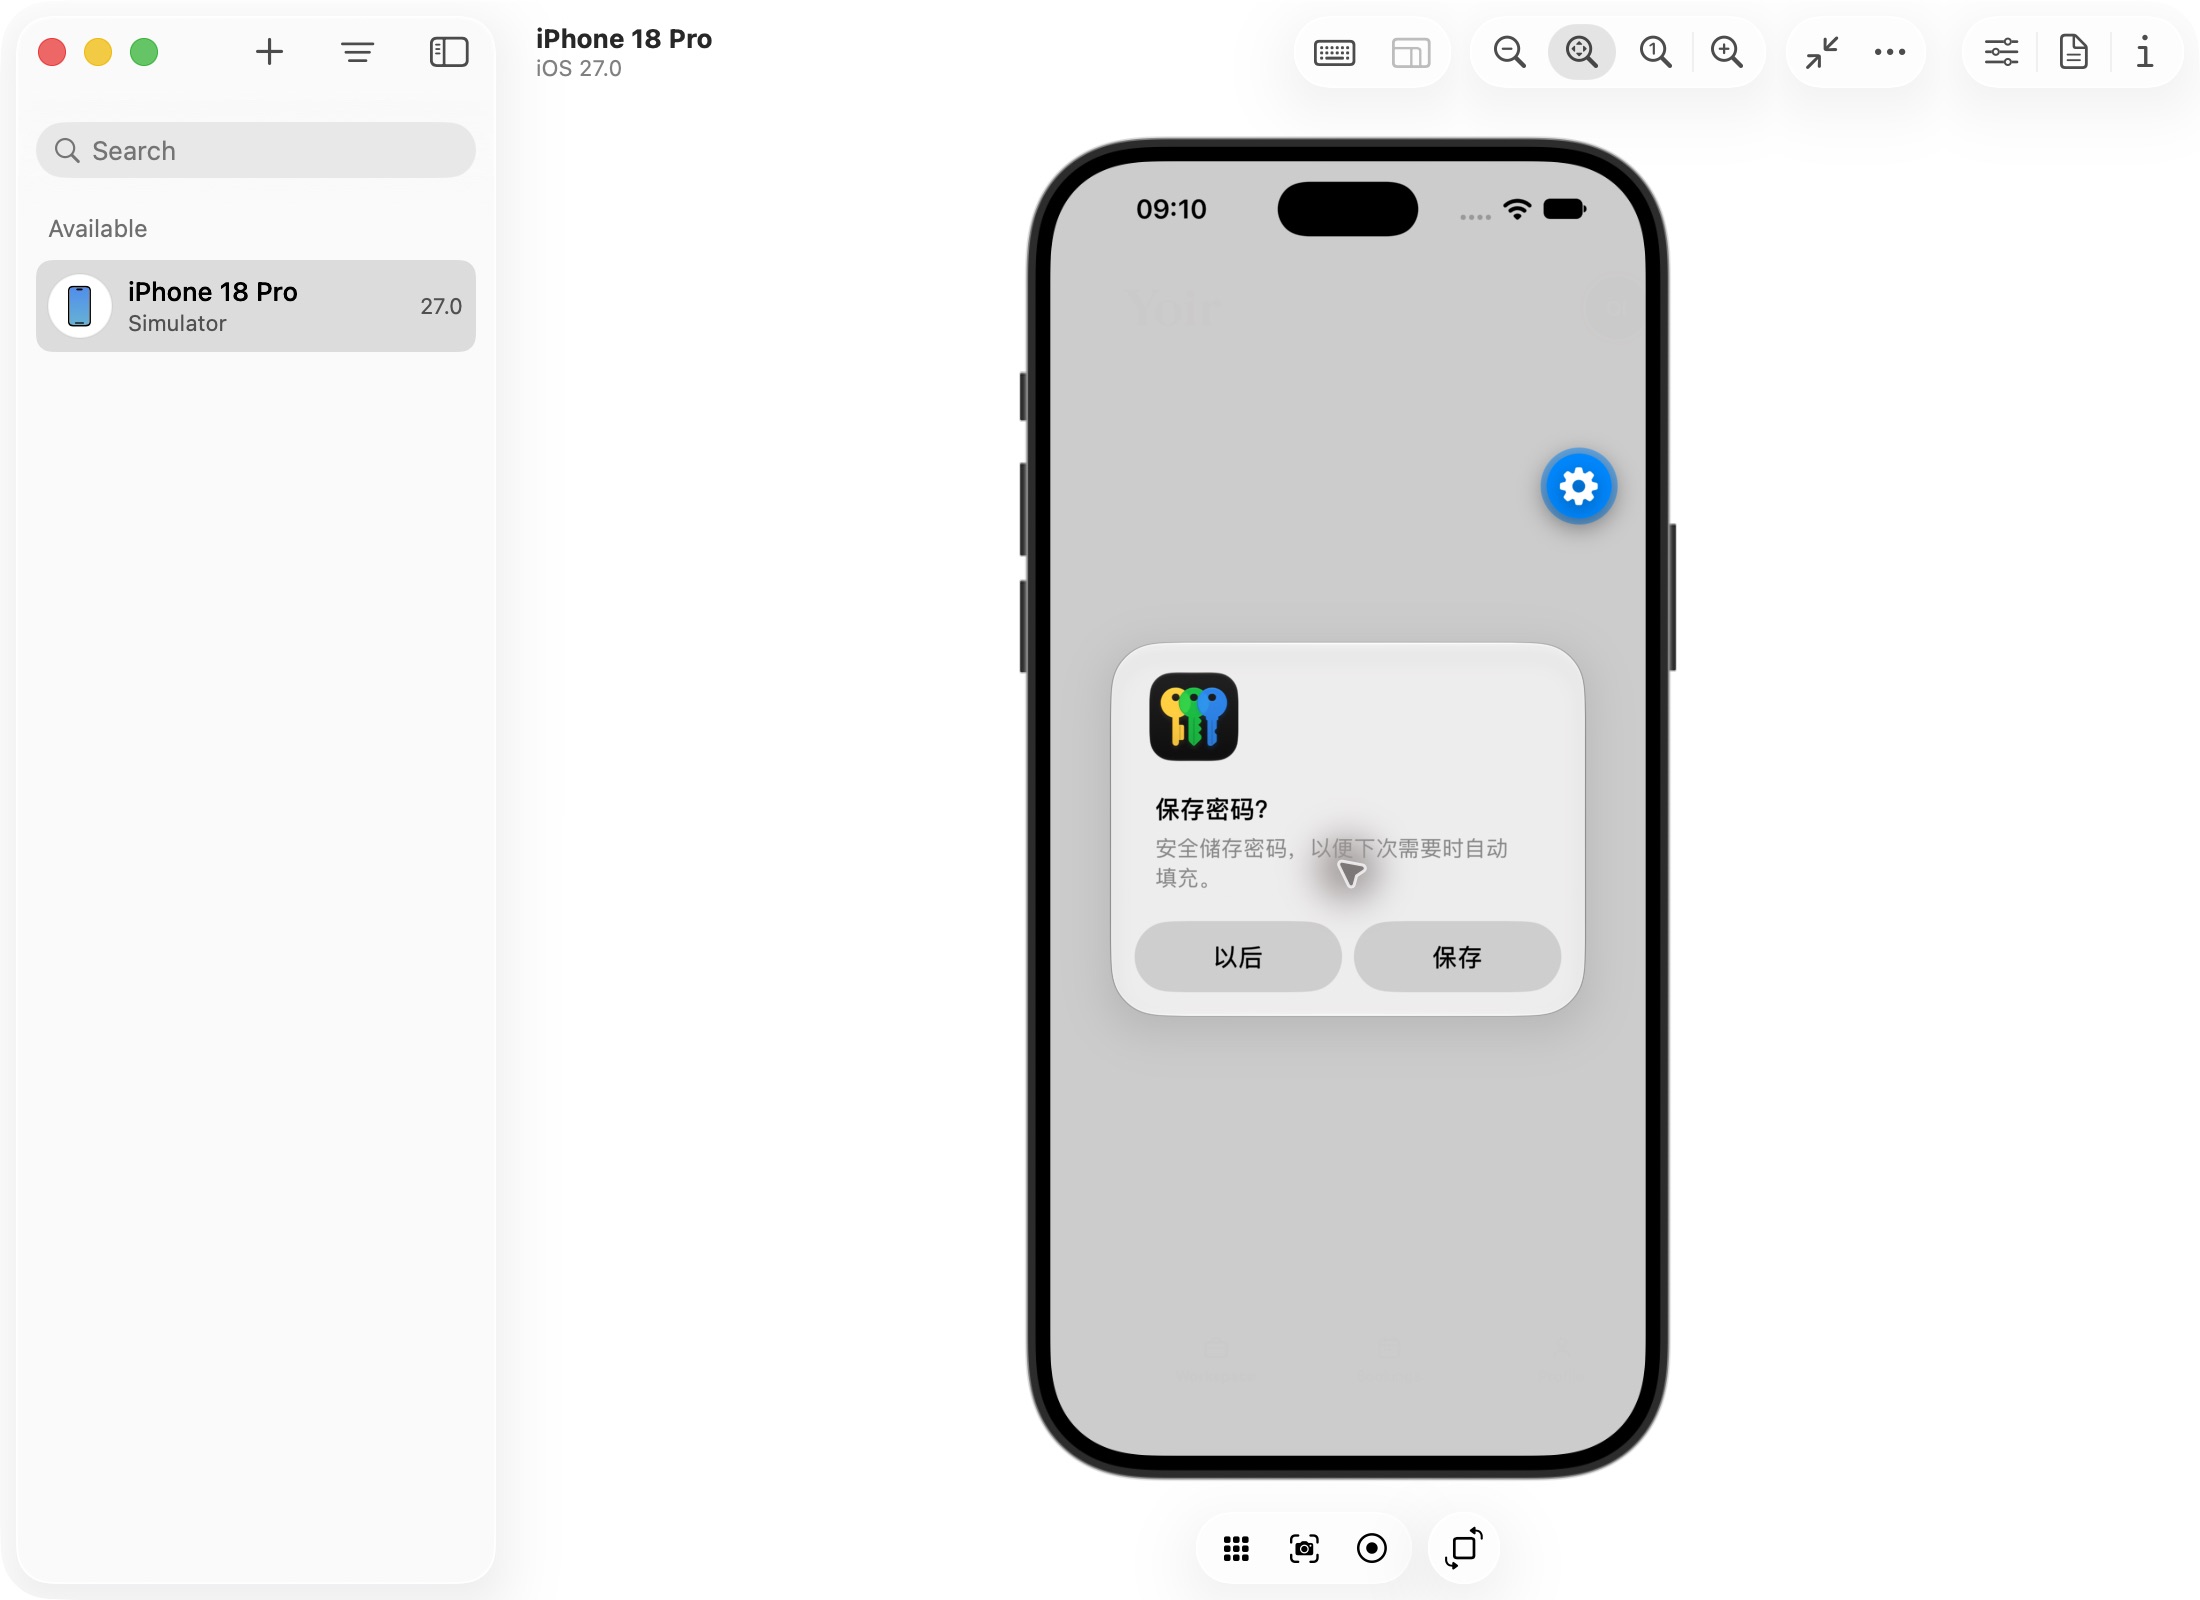 iPhone 18 Pro
iOS 27.0
Search
Available
iPhone 18 Pro
Simulator
27.0
09:10
Yoir
保存密码?
安全储存密码，以便下次需要时自动
填充。
以后
保存